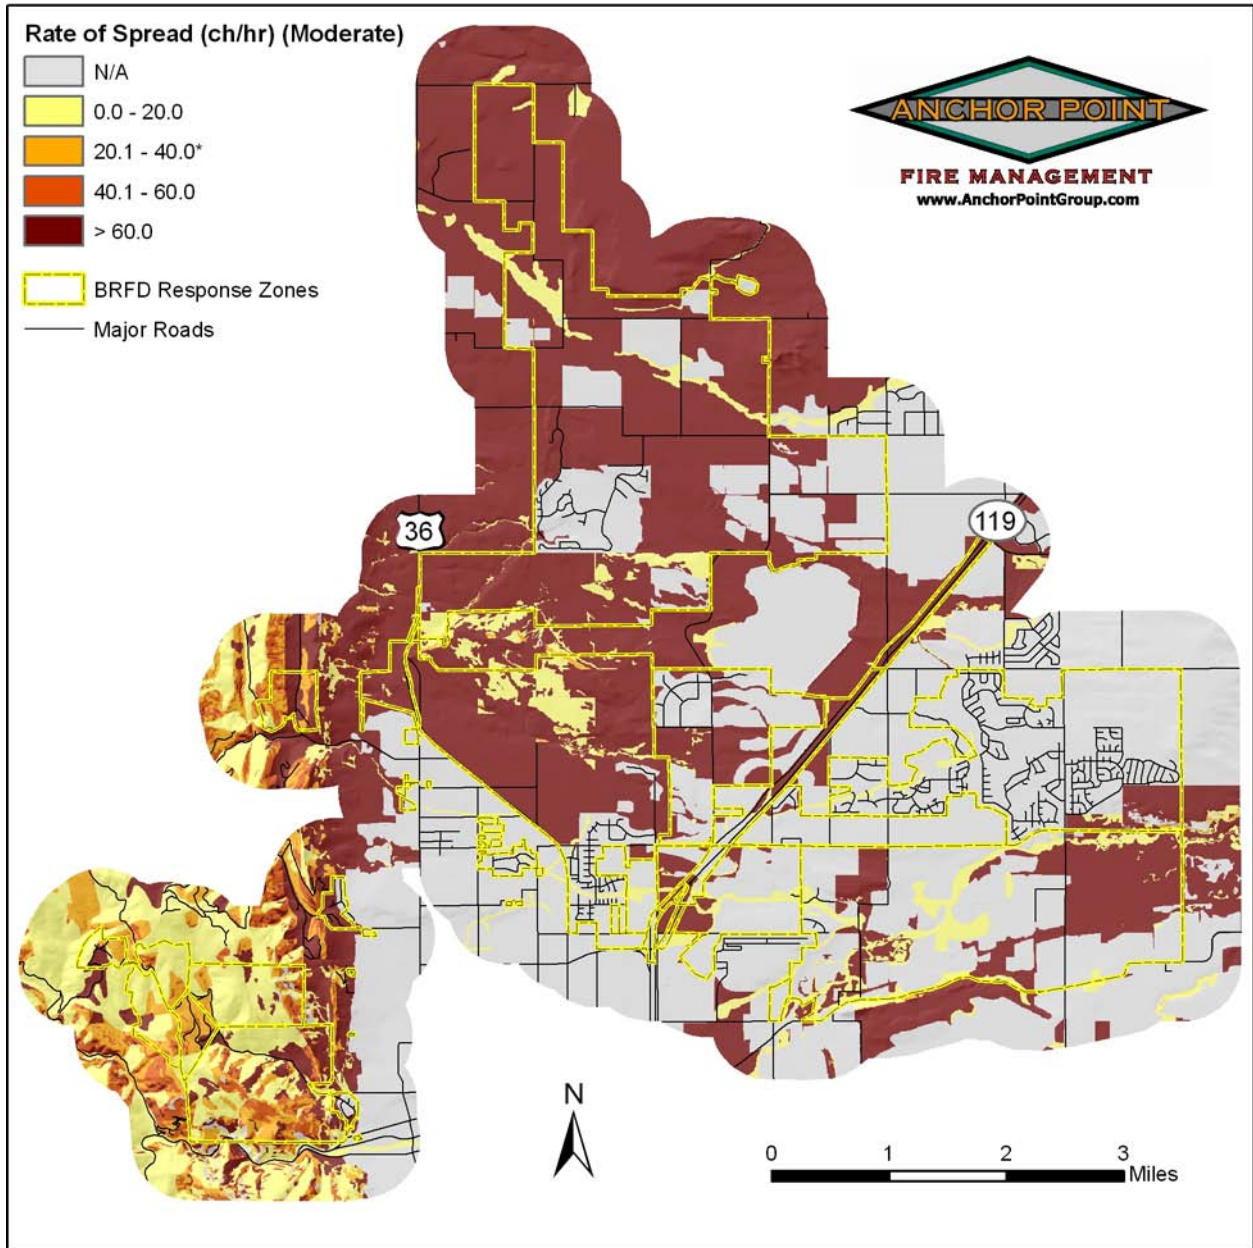 Rate of Spread (ch/hr) (Moderate)
N/A
0.0 - 20.0
20.1 - 40.0*
40.1 - 60.0
> 60.0
BRFD Response Zones
Major Roads
ANCHOR POINT
FIRE MANAGEMENT
www.AnchorPointGroup.com
36
119
N
0 1 2 3
Miles